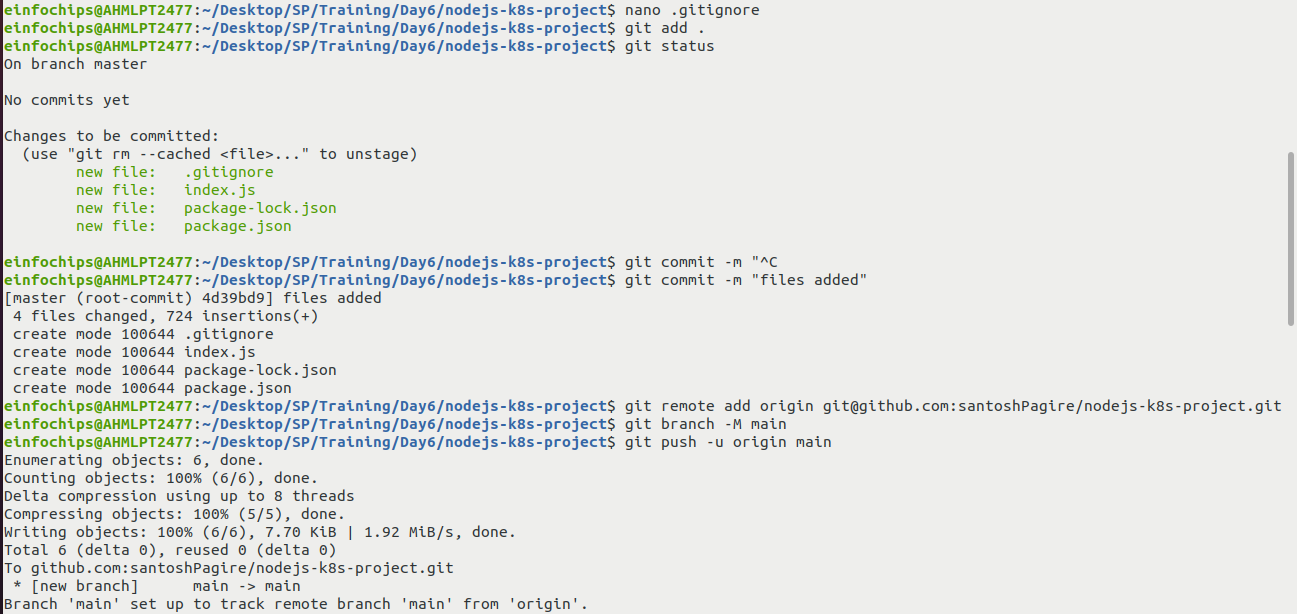 einfochips@AHMLPT2477:~/Desktop/SP/Training/Day6/nodejs-k8s-project$ nano .gitignore
einfochips@AHMLPT2477:~/Desktop/SP/Training/Day6/nodejs-k8s-project$ git add .
einfochips@AHMLPT2477:~/Desktop/SP/Training/Day6/nodejs-k8s-project$ git status
On branch master

No commits yet

Changes to be committed:
  (use "git rm --cached <file>..." to unstage)
        new file:   .gitignore
        new file:   index.js
        new file:   package-lock.json
        new file:   package.json

einfochips@AHMLPT2477:~/Desktop/SP/Training/Day6/nodejs-k8s-project$ git commit -m "^C
einfochips@AHMLPT2477:~/Desktop/SP/Training/Day6/nodejs-k8s-project$ git commit -m "files added"
[master (root-commit) 4d39bd9] files added
 4 files changed, 724 insertions(+)
 create mode 100644 .gitignore
 create mode 100644 index.js
 create mode 100644 package-lock.json
 create mode 100644 package.json
einfochips@AHMLPT2477:~/Desktop/SP/Training/Day6/nodejs-k8s-project$ git remote add origin git@github.com:santoshPagire/nodejs-k8s-project.git
einfochips@AHMLPT2477:~/Desktop/SP/Training/Day6/nodejs-k8s-project$ git branch -M main
einfochips@AHMLPT2477:~/Desktop/SP/Training/Day6/nodejs-k8s-project$ git push -u origin main
Enumerating objects: 6, done.
Counting objects: 100% (6/6), done.
Delta compression using up to 8 threads
Compressing objects: 100% (5/5), done.
Writing objects: 100% (6/6), 7.70 KiB | 1.92 MiB/s, done.
Total 6 (delta 0), reused 0 (delta 0)
To github.com:santoshPagire/nodejs-k8s-project.git
 * [new branch]      main -> main
Branch 'main' set up to track remote branch 'main' from 'origin'.